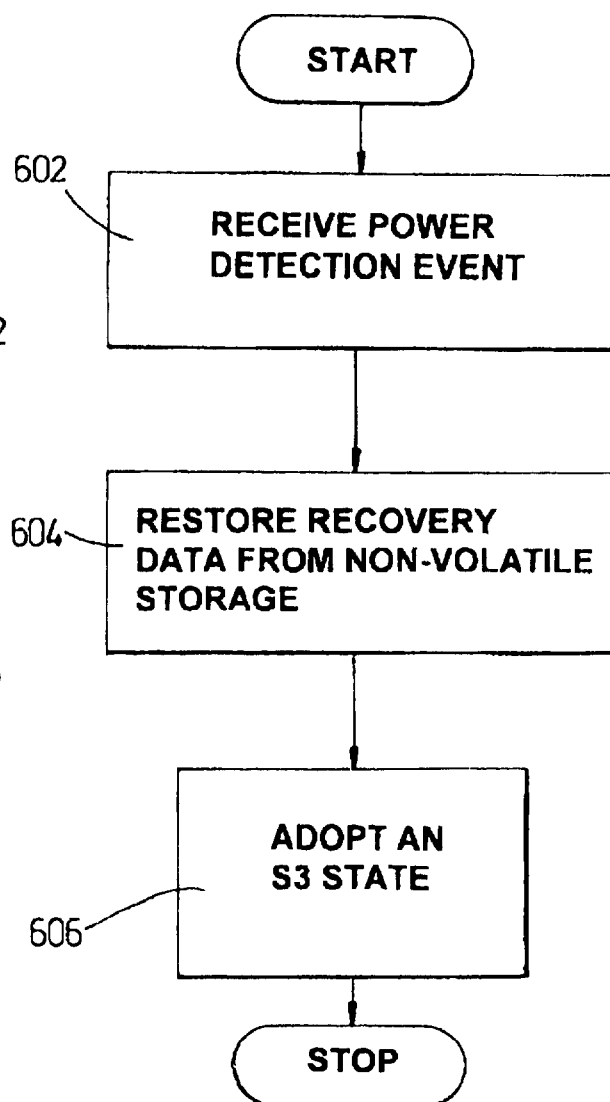 START
602
RECEIVE POWER
DETECTION EVENT
2
604
RESTORE RECOVERY
DATA FROM NON-VOLATILE
STORAGE
ADOPT AN
S3 STATE
606
STOP